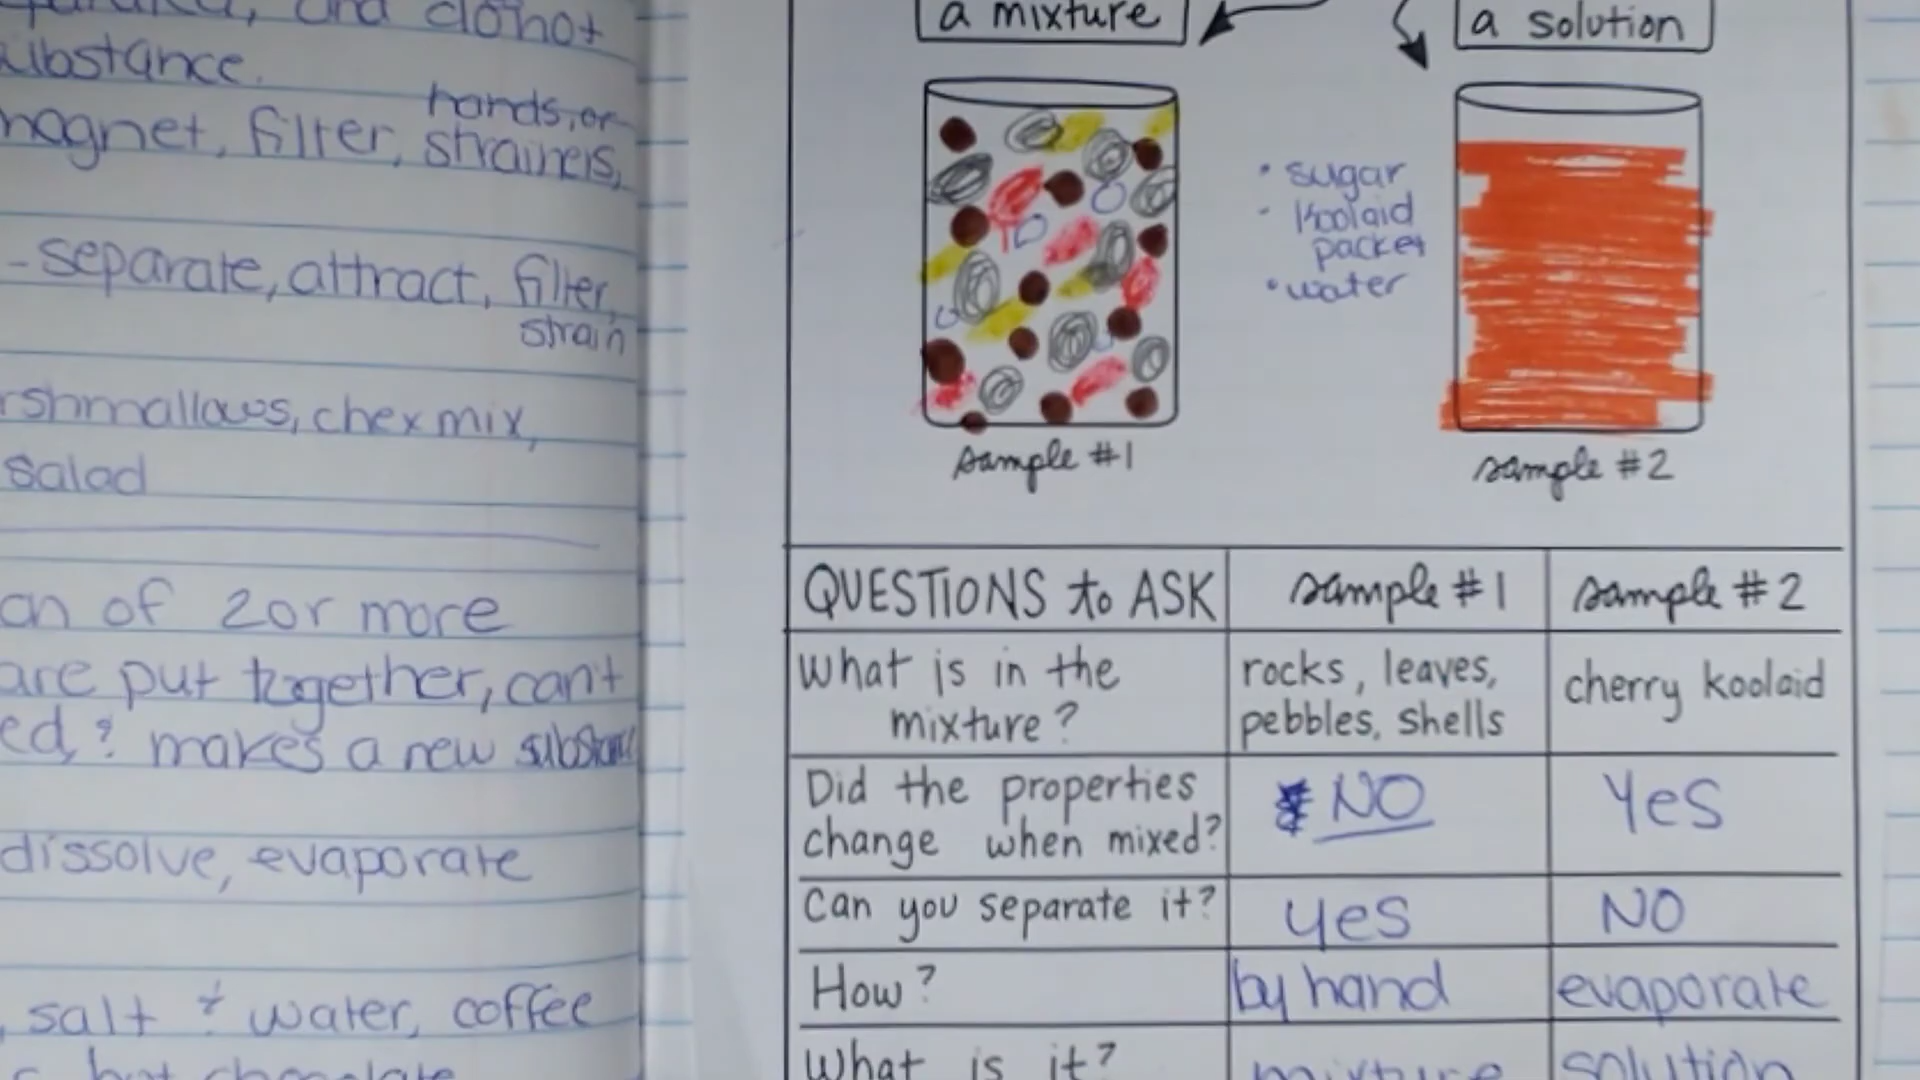 and do not
substance.
hands, or
magnet, filter, strainers,
- separate, attract, filter,
strain
rshmallows, chex mix,
salad
on of 2 or more
are put together, can't
ed, & makes a new substance
dissolve, evaporate
, salt & water, coffee
hot chocolate
a mixture
a solution
• sugar
- Koolaid
packet
• water
sample #1
sample #2
QUESTIONS to ASK
sample #1
sample #2
What is in the
mixture?
rocks, leaves,
pebbles, shells
cherry koolaid
Did the properties
change when mixed?
NO
Yes
Can you separate it?
yes
NO
How?
by hand
evaporate
What is it?
mixture
solution